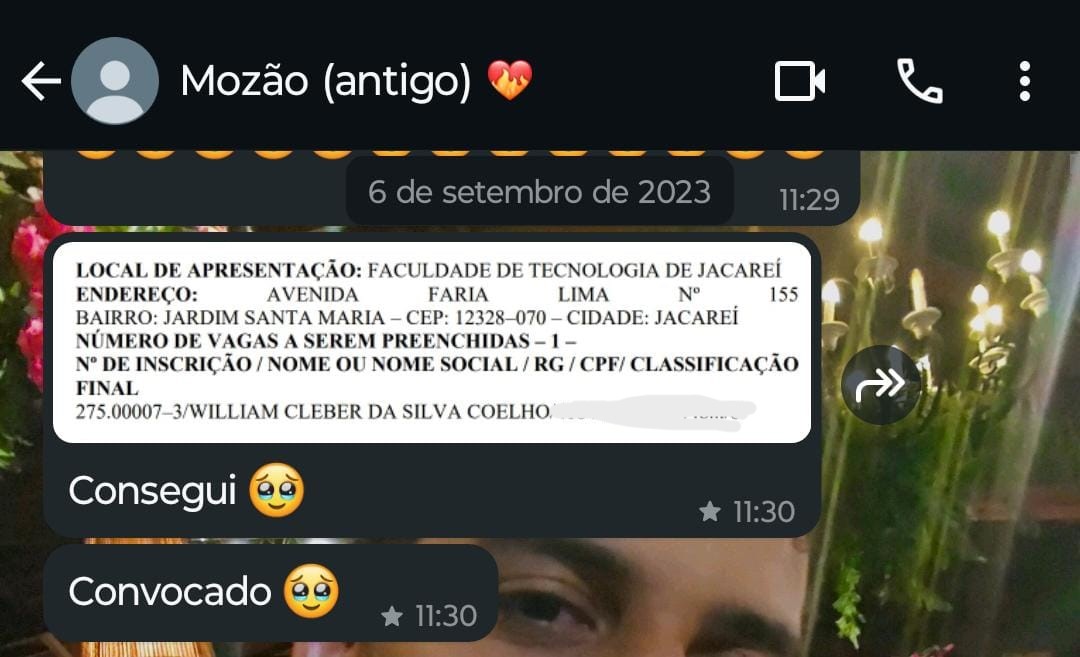 Mozão (antigo) ❤️‍🔥
11:29
6 de setembro de 2023
LOCAL DE APRESENTAÇÃO: FACULDADE DE TECNOLOGIA DE JACAREÍ
ENDEREÇO: AVENIDA FARIA LIMA Nº 155
BAIRRO: JARDIM SANTA MARIA – CEP: 12328–070 – CIDADE: JACAREÍ
NÚMERO DE VAGAS A SEREM PREENCHIDAS – 1 –
Nº DE INSCRIÇÃO / NOME OU NOME SOCIAL / RG / CPF/ CLASSIFICAÇÃO
FINAL
275.00007–3/WILLIAM CLEBER DA SILVA COELHO/
Consegui 🥹
11:30
Convocado 🥹
11:30